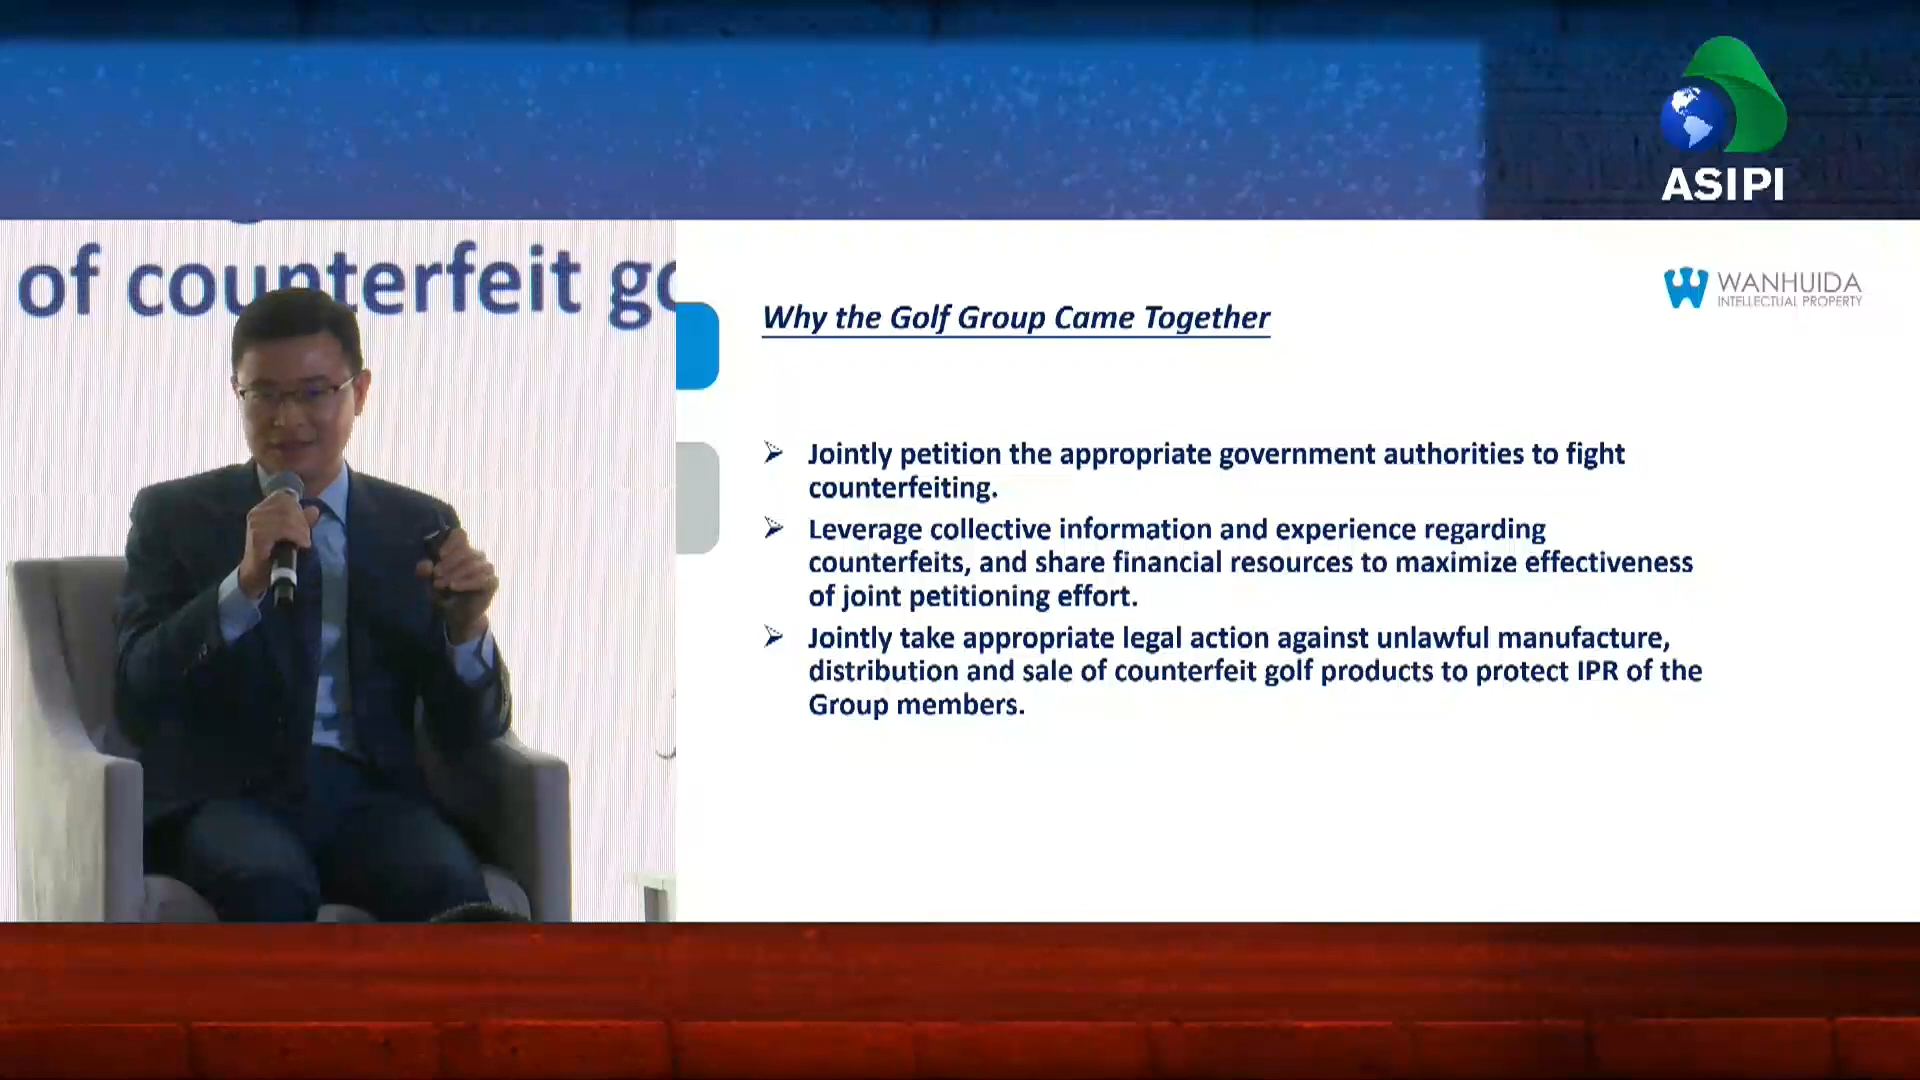 ASIPI
of counterfeit go
WANHUIDA
INTELLECTUAL PROPERTY
Why the Golf Group Came Together
Jointly petition the appropriate government authorities to fight
counterfeiting.
Leverage collective information and experience regarding
counterfeits, and share financial resources to maximize effectiveness
of joint petitioning effort.
Jointly take appropriate legal action against unlawful manufacture,
distribution and sale of counterfeit golf products to protect IPR of the
Group members.